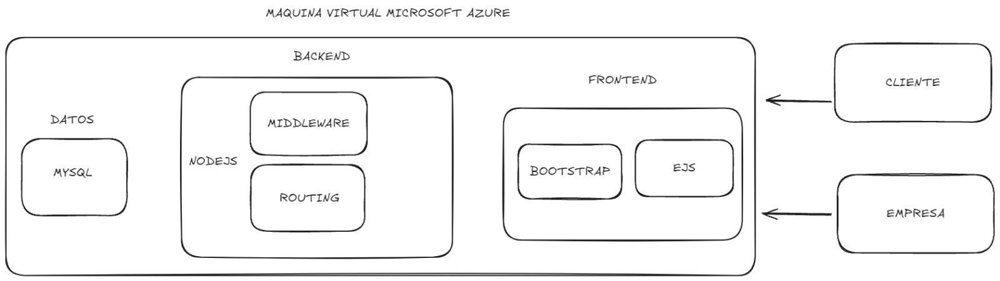 MAQUINA VIRTUAL MICROSOFT AZURE
BACKEND
FRONTEND
DATOS
MYSQL
NODEJS
MIDDLEWARE
ROUTING
BOOTSTRAP
EJS
CLIENTE
EMPRESA